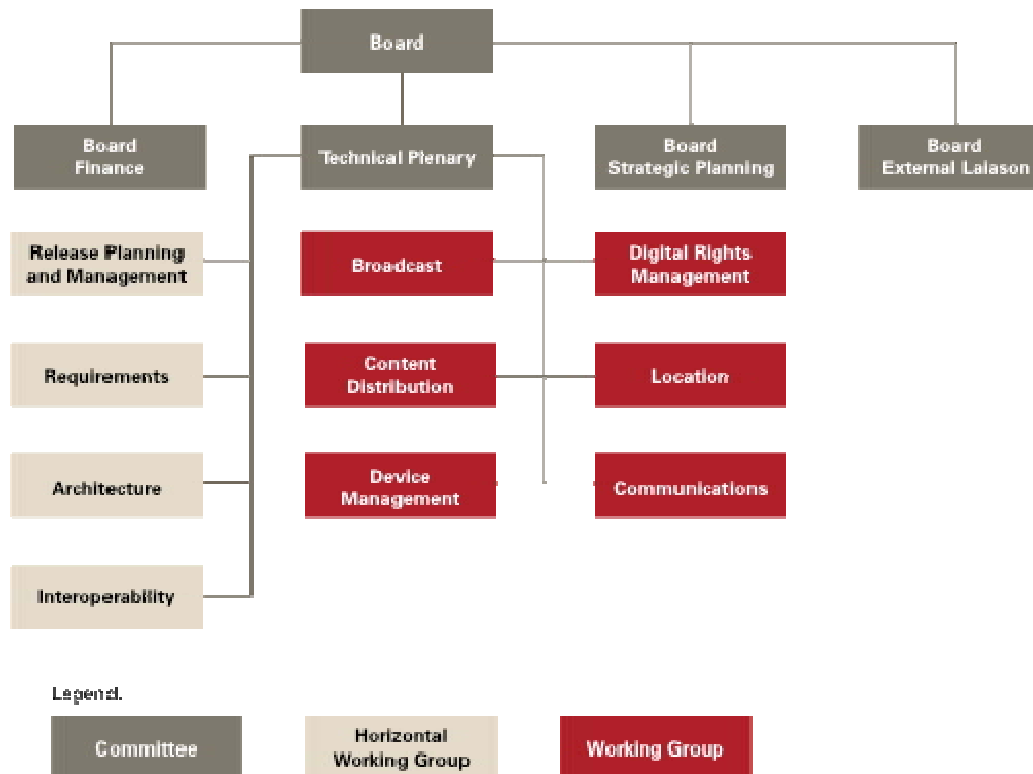 Board
Board
Finance
Technical Plenary
Board
Strategic Planning
Board
External Laiason
Release Planning
and Management
Broadcast
Digital Rights
Management
Requirements
Content
Distribution
Location
Architecture
Device
Management
Communications
Interoperability
Legend.
Committee
Horizontal
Working Group
Working Group